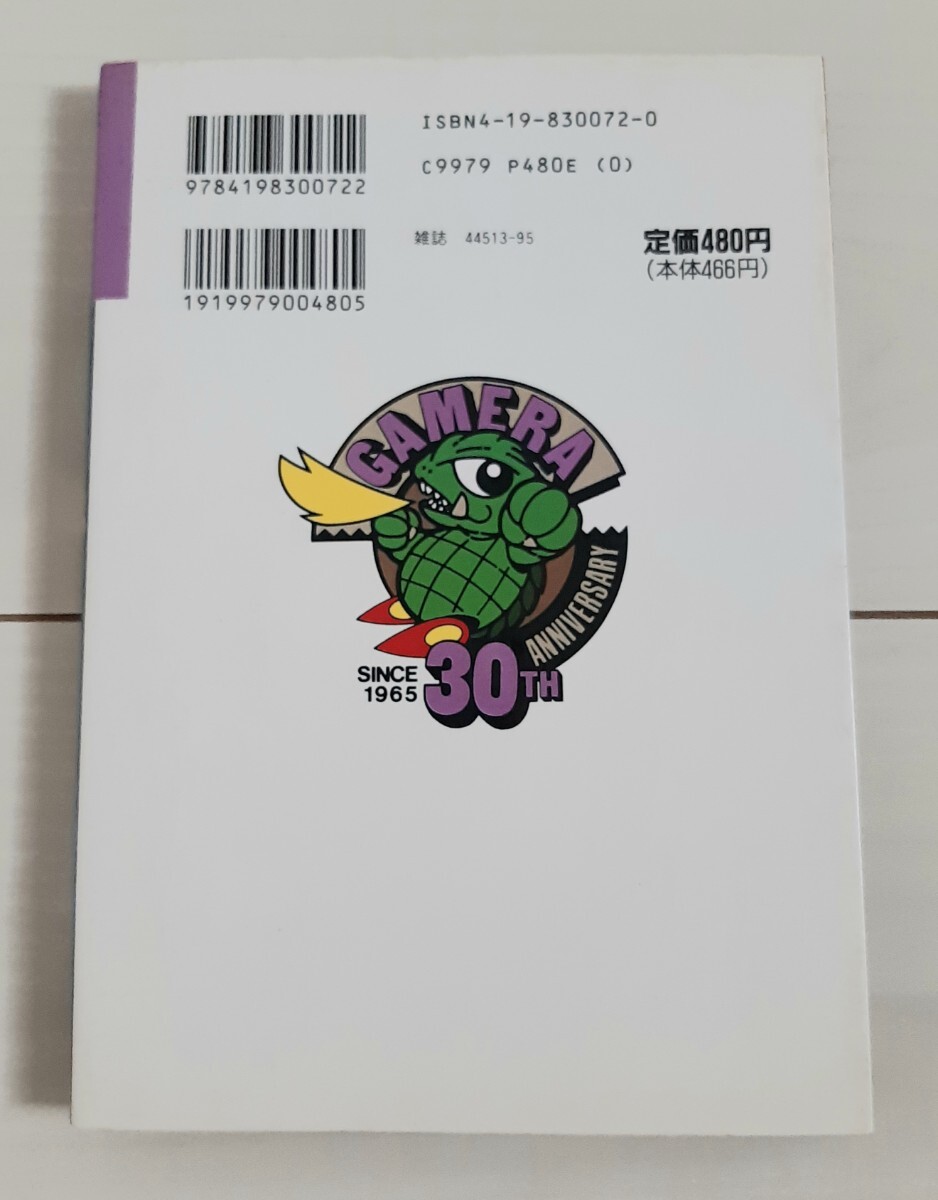 ISBN4-19-830072-0
9784198300722
C9979 P480E (0)
雑誌 44513-95
定価480円
(本体466円)
1919979004805
GAMERA
ANNIVERSARY
SINCE
1965
30TH